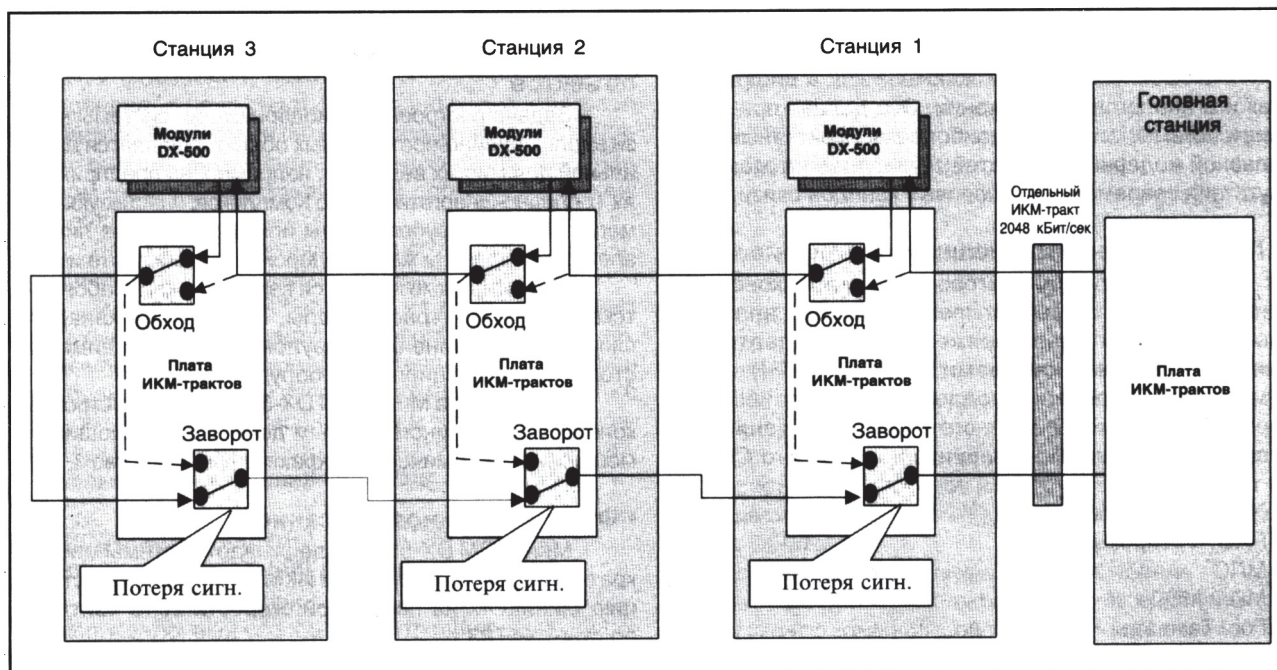 Станция 3
Станция 2
Станция 1
Головная
станция
Модули
DX-500
Модули
DX-500
Модули
DX-500
Отдельный
ИКМ-тракт
2048 кБит/сек
Обход
Обход
Обход
Плата
ИКМ-трактов
Плата
ИКМ-трактов
Плата
ИКМ-трактов
Плата
ИКМ-трактов
Заворот
Заворот
Заворот
Потеря сигн.
Потеря сигн.
Потеря сигн.